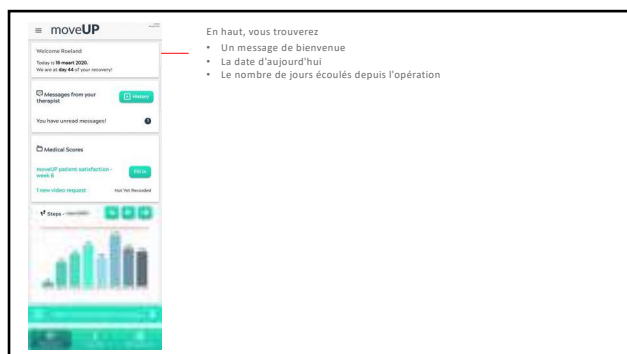 moveUP
Welcome Roeland
Today is 18 maart 2020.
We are at day 44 of your recovery!
Messages from your therapist
History
You have unread messages!
Medical Scores
moveUP patient satisfaction - week 6
Fill in
1 new video request
Not Yet Recorded
Steps -
En haut, vous trouverez
• Un message de bienvenue
• La date d'aujourd'hui
• Le nombre de jours écoulés depuis l'opération